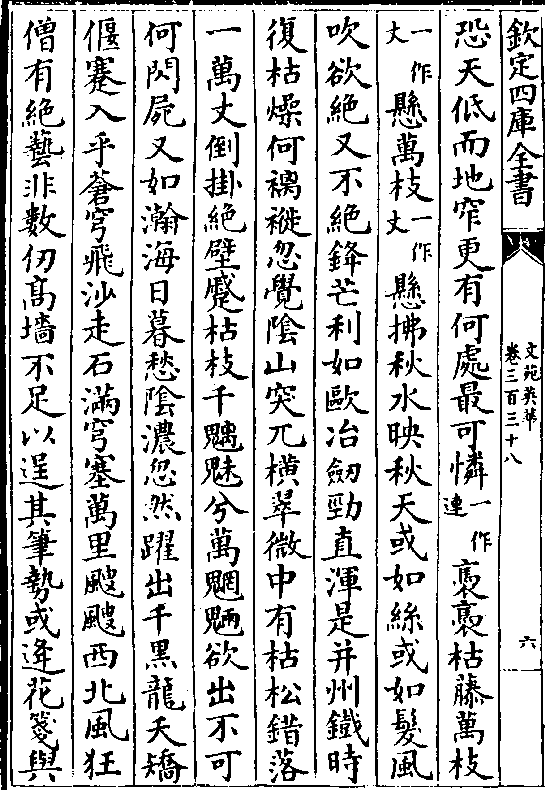 欽定四庫全書
文苑英華
卷三百三十八
六
恐天低而地窄更有何處最可憐一作連褭褭枯藤萬枝
一作丈懸萬枝一作丈懸拂秋水映秋天或如絲或如髮風
吹欲絕又不絕鋒芒利如歐冶劒勁直渾是并州鐵時
復枯燥何褵褷忽覺陰山突兀橫翠微中有枯松錯落
一萬丈倒掛絕壁蹙枯枝千魑魅兮萬魍魎欲出不可
何閃屍又如瀚海日暮愁陰濃忽然躍出千黑龍夭矯
偃蹇入乎蒼穹飛沙走石滿穹塞萬里颼颼西北風狂
僧有絕藝非數仞髙墻不足以逞其筆勢或逢花箋與